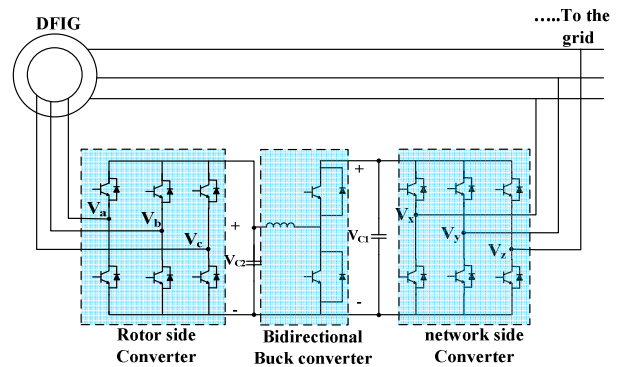 DFIG
.....To the
grid
Va
Vb
Vc
+
VC2
-
+
VC1
-
Vx
Vy
Vz
Rotor side
Converter
Bidirectional
Buck converter
network side
Converter